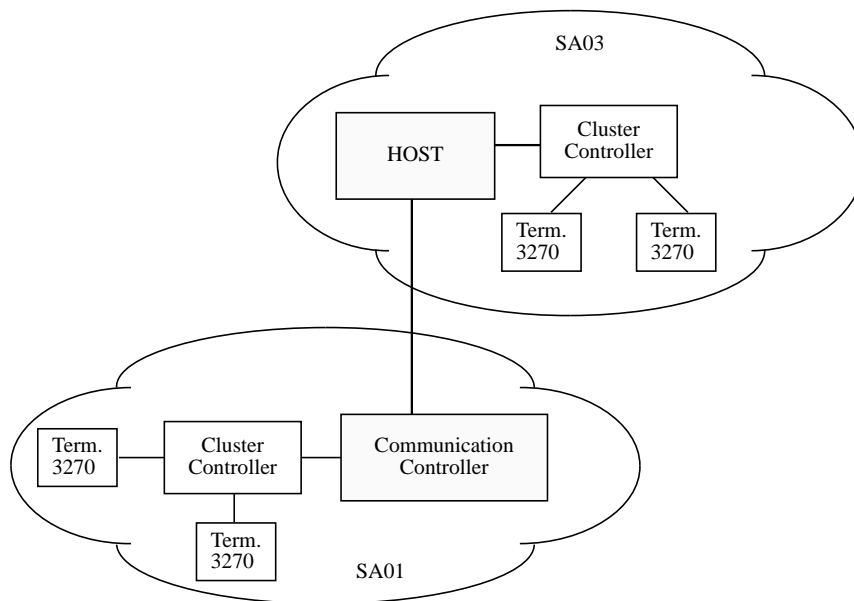 SA03
HOST
Cluster
Controller
Term.
3270
Term.
3270
Term.
3270
Cluster
Controller
Communication
Controller
Term.
3270
SA01